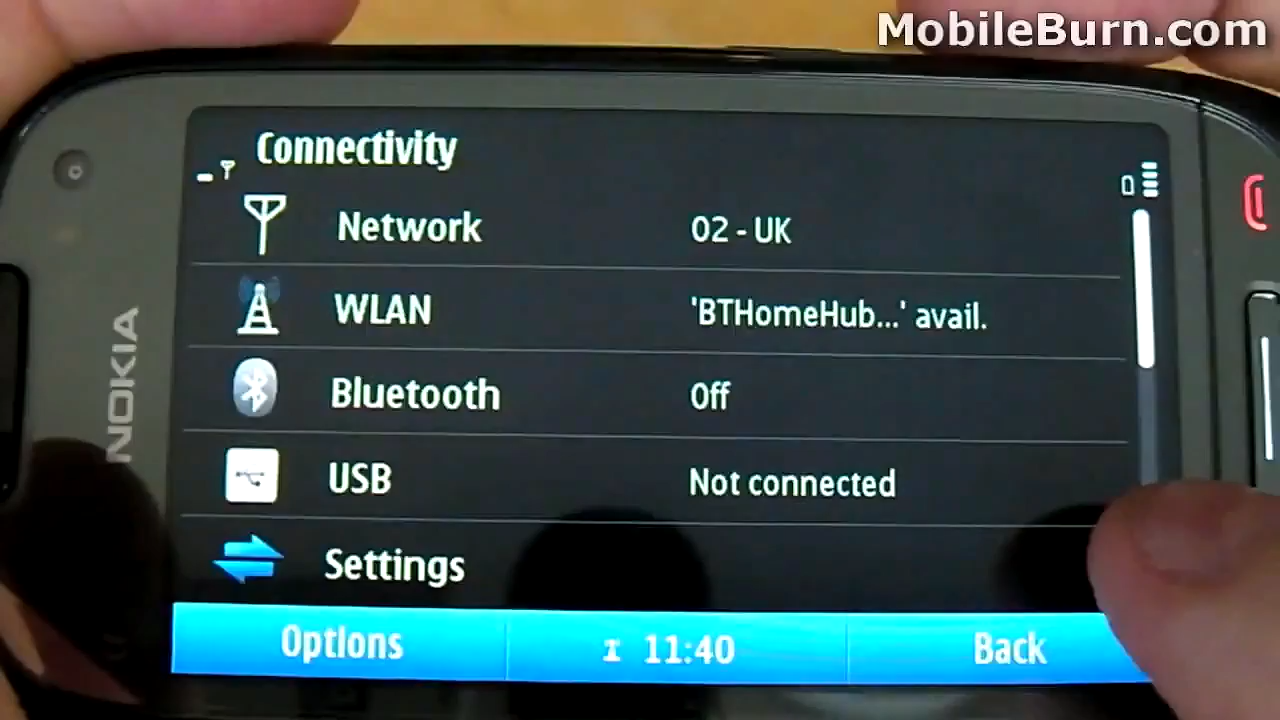 MobileBurn.com
NOKIA
Connectivity
Network 02 - UK
WLAN 'BTHomeHub...' avail.
Bluetooth Off
USB Not connected
Settings
Options 11:40 Back